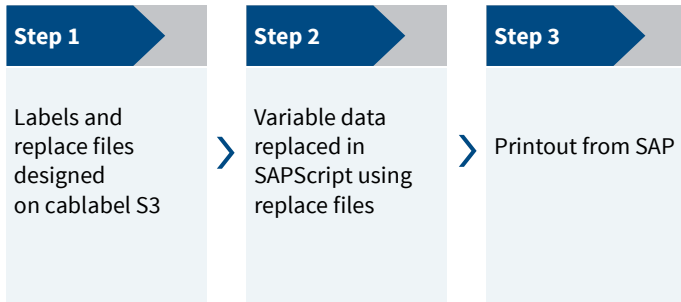 Step 1
Labels and
replace files
designed
on cablabel S3
Step 2
Variable data
replaced in
SAPScript using
replace files
Step 3
Printout from SAP